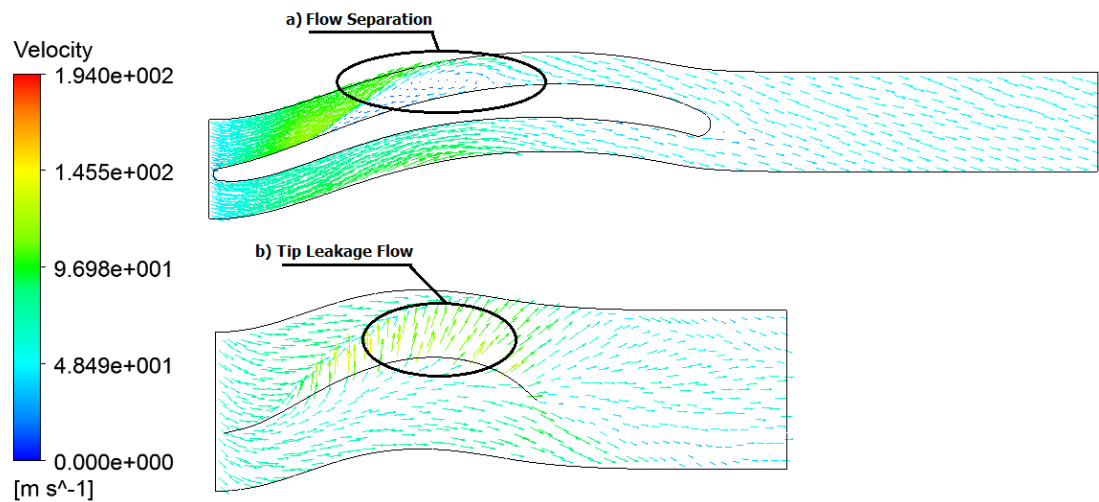 a) Flow Separation
Velocity
1.940e+002
1.455e+002
9.698e+001
4.849e+001
0.000e+000
[m s^-1]
b) Tip Leakage Flow